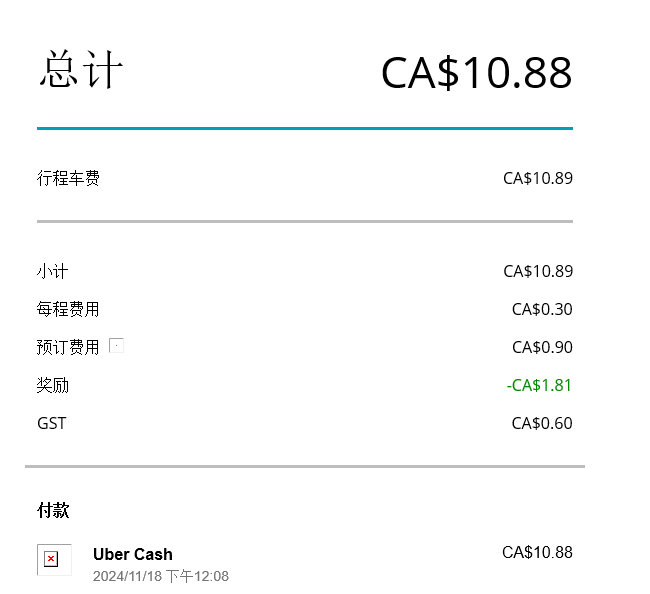 总计 CA$10.88
行程车费 CA$10.89
小计 CA$10.89
每程费用 CA$0.30
预订费用 CA$0.90
奖励 -CA$1.81
GST CA$0.60
付款
Uber Cash CA$10.88
2024/11/18 下午12:08